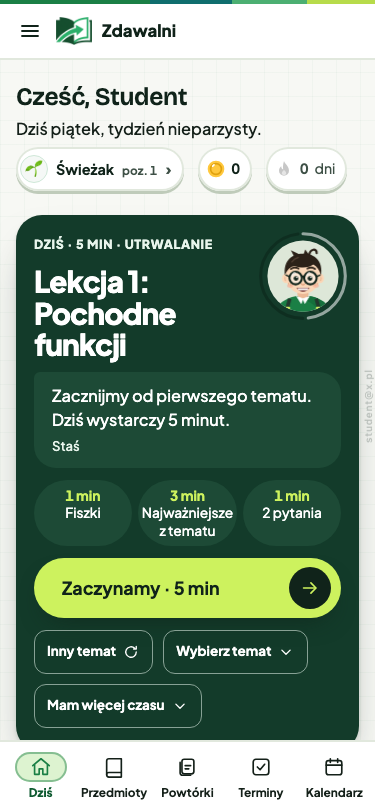 Zdawalni
Cześć, Student
Dziś piątek, tydzień nieparzysty.
Świeżak poz. 1 ›
0
0 dni
DZIŚ · 5 MIN · UTRWALANIE
Lekcja 1:
Pochodne
funkcji
Zacznijmy od pierwszego tematu.
Dziś wystarczy 5 minut.
Staś
student@x.pl
1 min
Fiszki
3 min
Najważniejsze
z tematu
1 min
2 pytania
Zaczynamy · 5 min
Inny temat
Wybierz temat
Mam więcej czasu
Dziś
Przedmioty
Powtórki
Terminy
Kalendarz